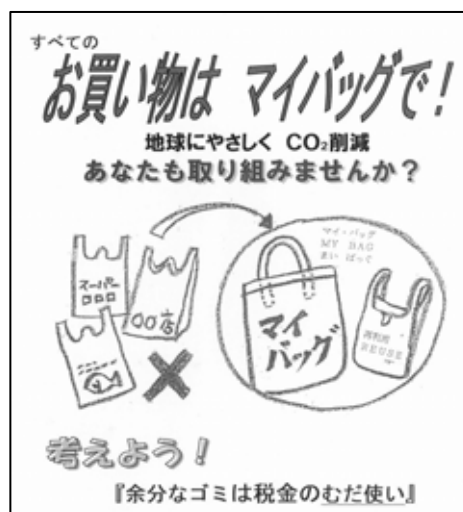 すべての
お買い物は マイバッグで！
地球にやさしく CO₂削減
あなたも取り組みませんか？
マイ・バッグ
MY BAG
まい ばっぐ
スーパー
マイ
バッグ
再利用
REUSE
考えよう！
『余分なゴミは税金のむだ使い』